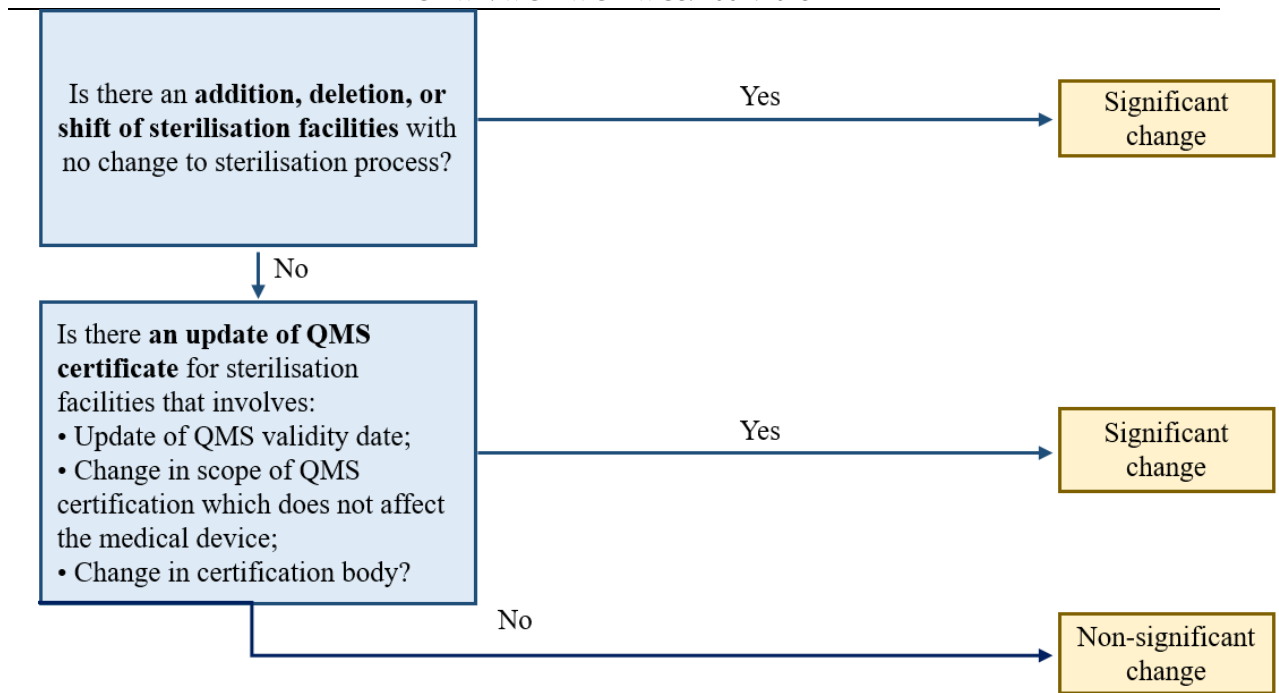 Is there an addition, deletion, or
shift of sterilisation facilities with
no change to sterilisation process?
Yes
Significant
change
No
Is there an update of QMS
certificate for sterilisation
facilities that involves:
• Update of QMS validity date;
• Change in scope of QMS
certification which does not affect
the medical device;
• Change in certification body?
Yes
Significant
change
No
Non-significant
change